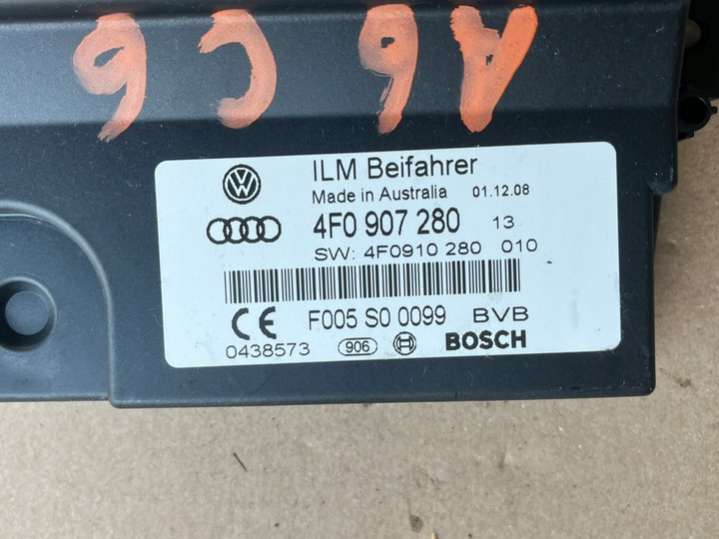 A6 C6
ILM Beifahrer
Made in Australia 01.12.08
4F0 907 280 13
SW: 4F0910 280 010
F005 S0 0099 BVB
CE
0438573 906 BOSCH